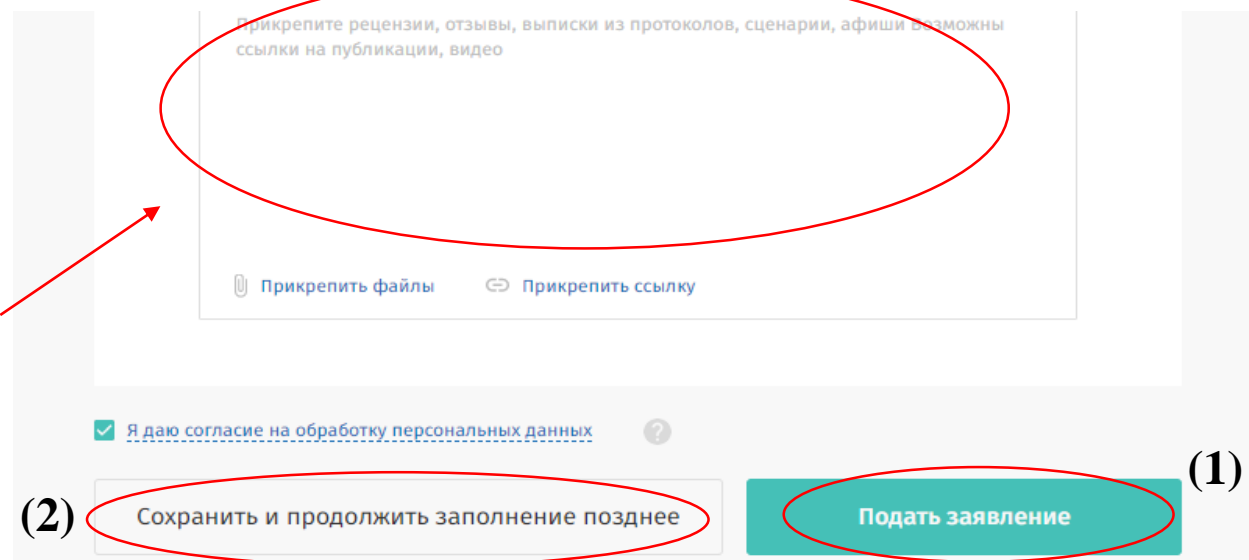 Прикрепите рецензии, отзывы, выписки из протоколов, сценарии, афиши Возможны
ссылки на публикации, видео
Прикрепить файлы Прикрепить ссылку
Я даю согласие на обработку персональных данных ?
(1)
(2) Сохранить и продолжить заполнение позднее Подать заявление